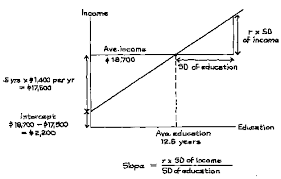 Income
r x SD
of income
Ave. income
$18,700
SD of education
.5 yrs x $1,400 per yr
= $17,500
Intercept
$18,700 - $17,500
= $2,200
Education
Ave. education
12.5 years
Slope = r x SD of income
SD of education